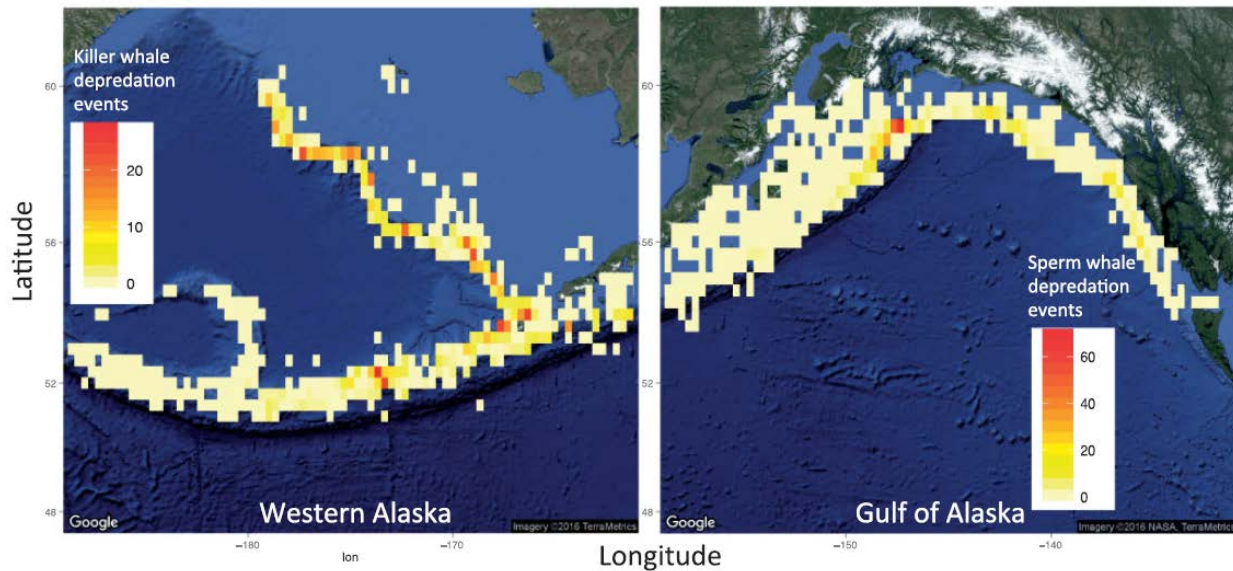 Killer whale
depredation
events
20
10
0
60
56
52
48
Latitude
Google
Western Alaska
Imagery ©2016 TerraMetrics
−180
−170
lon
Longitude
Sperm whale
depredation
events
60
40
20
0
60
56
52
48
Google
Gulf of Alaska
Imagery ©2016 NASA, TerraMetrics
−150
−140